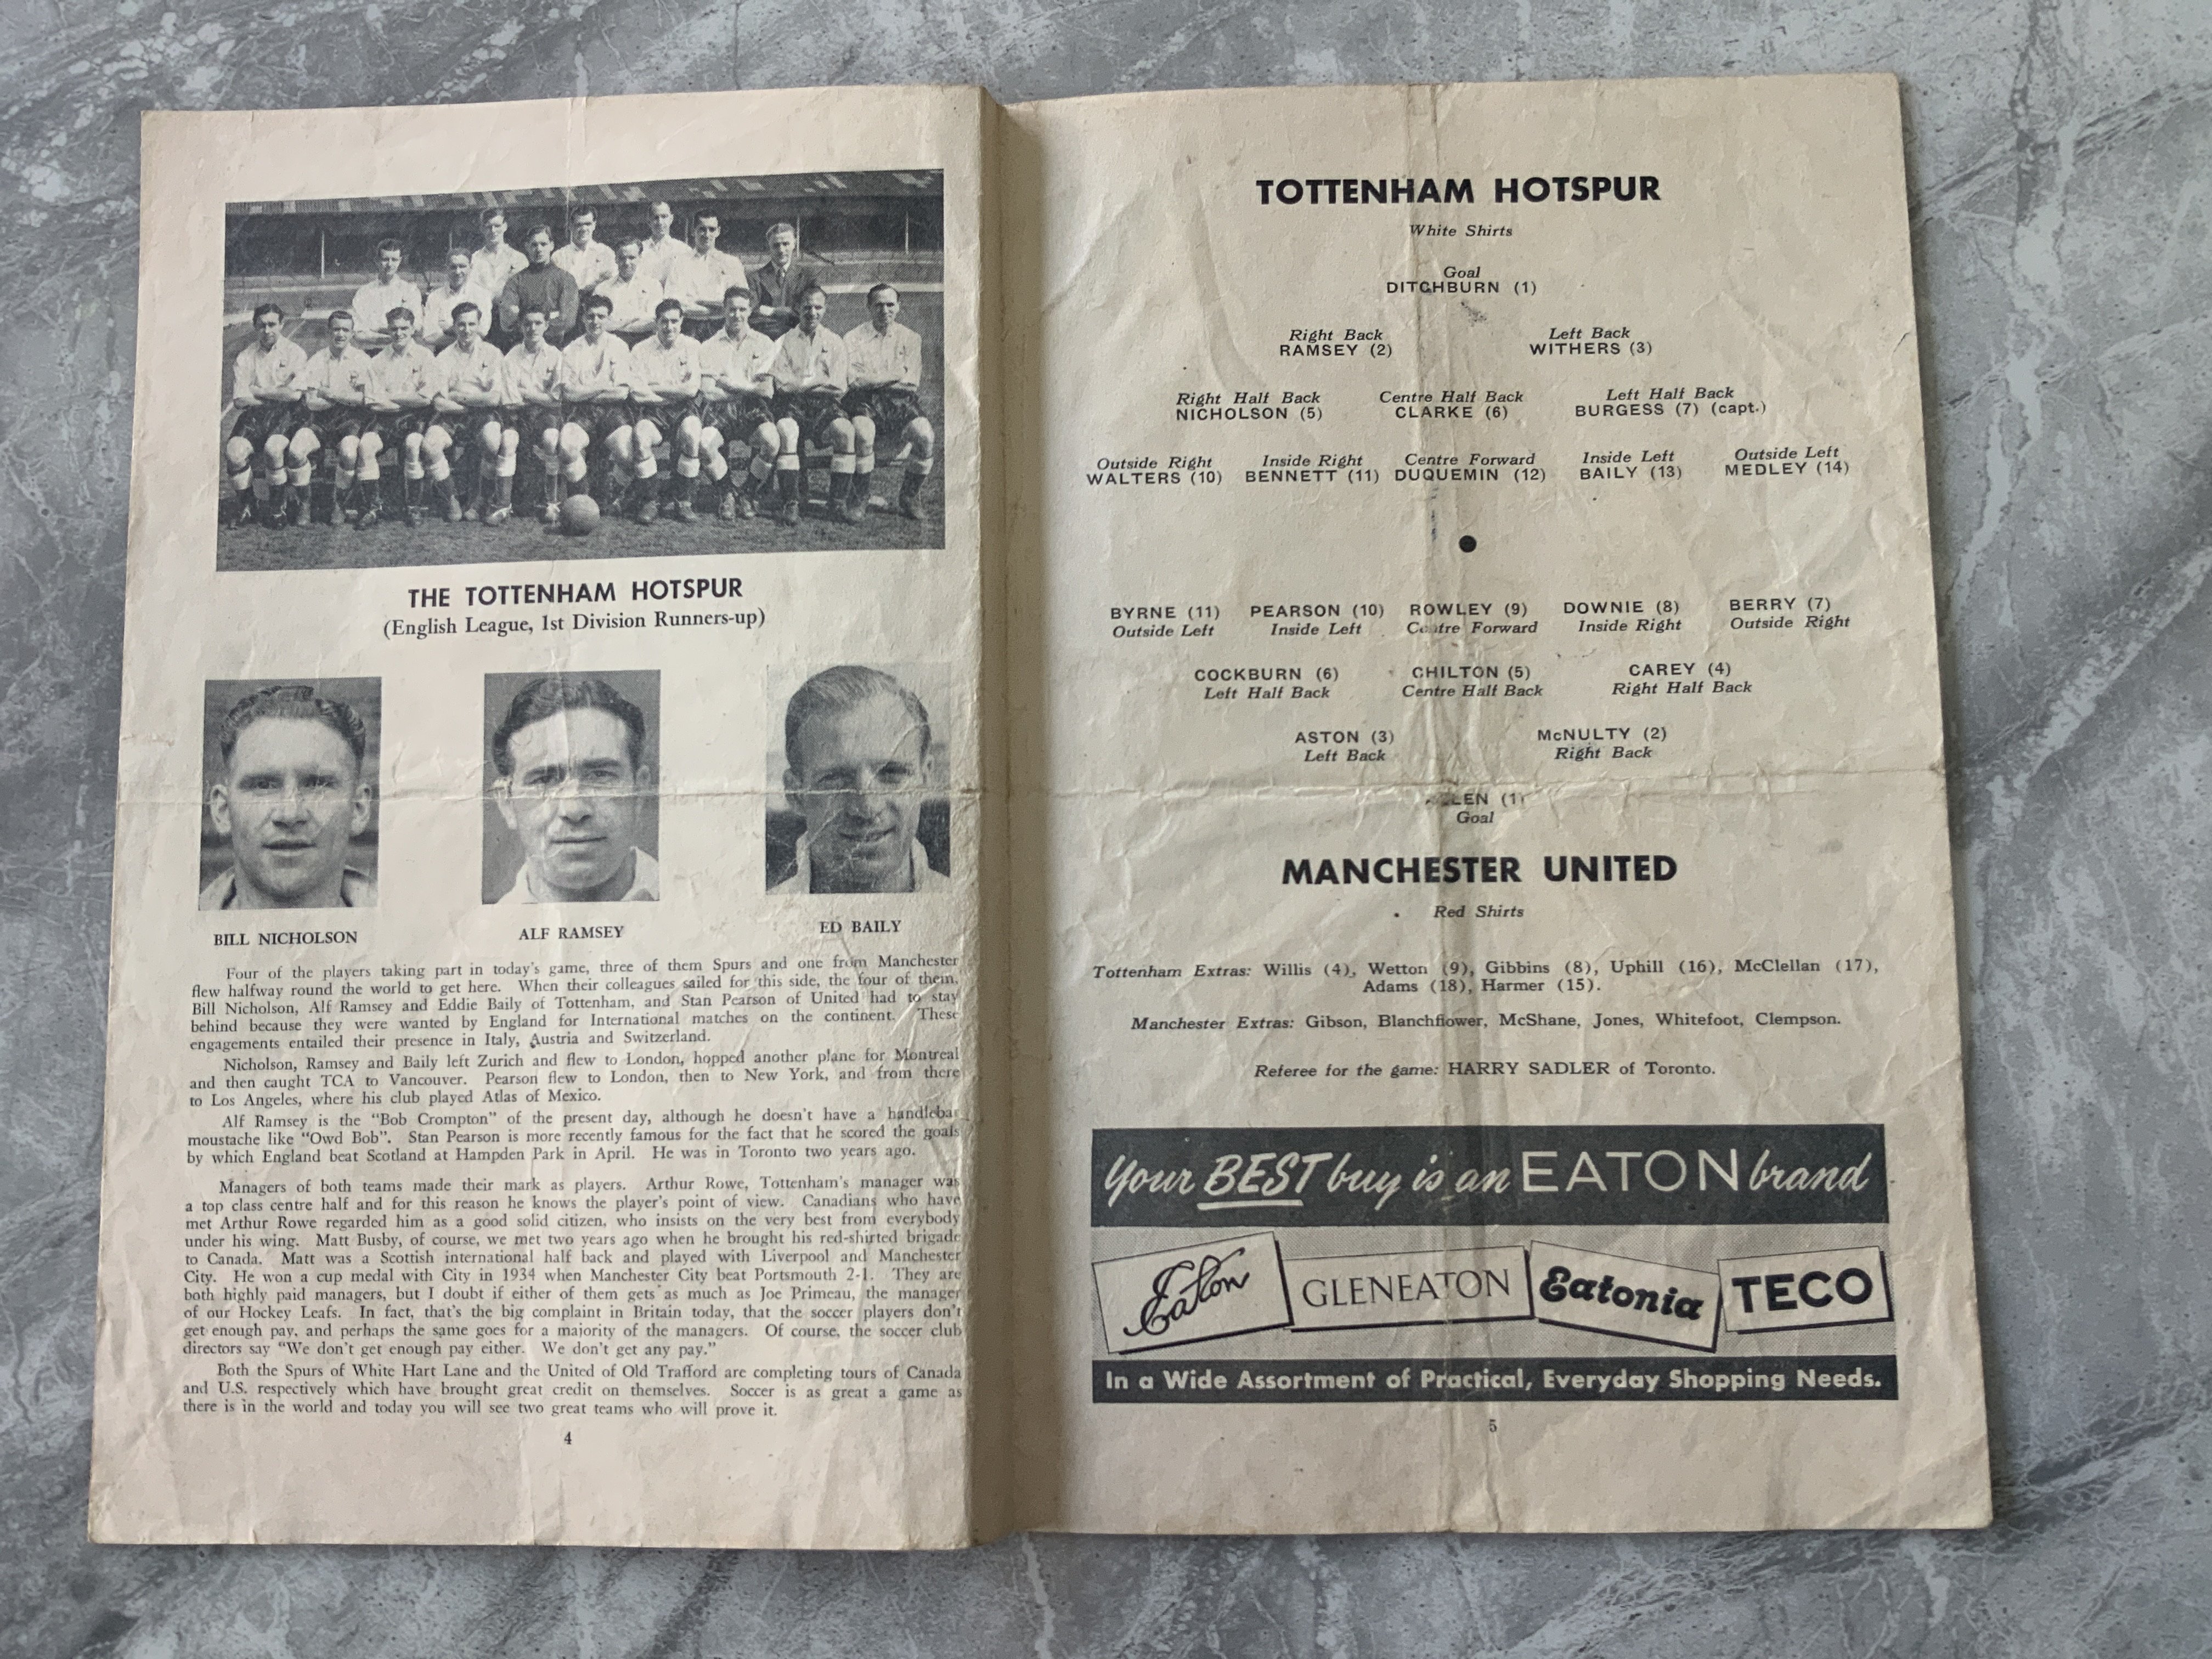 THE TOTTENHAM HOTSPUR
(English League, 1st Division Runners-up)
BILL NICHOLSON
ALF RAMSEY
ED BAILY
Four of the players taking part in today's game, three of them Spurs and one from Manchester
flew halfway round the world to get here. When their colleagues sailed for this side, the four of them,
Bill Nicholson, Alf Ramsey and Eddie Baily of Tottenham, and Stan Pearson of United had to stay
behind because they were wanted by England for International matches on the continent. These
engagements entailed their presence in Italy, Austria and Switzerland.
Nicholson, Ramsey and Baily left Zurich and flew to London, hopped another plane for Montreal
and then caught TCA to Vancouver. Pearson flew to London, then to New York, and from there
to Los Angeles, where his club played Atlas of Mexico.
Alf Ramsey is the "Bob Crompton" of the present day, although he doesn't have a handlebar
moustache like "Owd Bob". Stan Pearson is more recently famous for the fact that he scored the goals
by which England beat Scotland at Hampden Park in April. He was in Toronto two years ago.
Managers of both teams made their mark as players. Arthur Rowe, Tottenham's manager was
a top class centre half and for this reason he knows the player's point of view. Canadians who have
met Arthur Rowe regarded him as a good solid citizen, who insists on the very best from everybody
under his wing. Matt Busby, of course, we met two years ago when he brought his red-shirted brigade
to Canada. Matt was a Scottish international half back and played with Liverpool and Manchester
City. He won a cup medal with City in 1934 when Manchester City beat Portsmouth 2-1. They are
both highly paid managers, but I doubt if either of them gets as much as Joe Primeau, the manager
of our Hockey Leafs. In fact, that's the big complaint in Britain today, that the soccer players don't
get enough pay, and perhaps the same goes for a majority of the managers. Of course, the soccer club
directors say "We don't get enough pay either. We don't get any pay."
Both the Spurs of White Hart Lane and the United of Old Trafford are completing tours of Canada
and U.S. respectively which have brought great credit on themselves. Soccer is as great a game as
there is in the world and today you will see two great teams who will prove it.
4
TOTTENHAM HOTSPUR
White Shirts
Goal
DITCHBURN (1)
Right Back Left Back
RAMSEY (2) WITHERS (3)
Right Half Back Centre Half Back Left Half Back
NICHOLSON (5) CLARKE (6) BURGESS (7) (capt.)
Outside Right Inside Right Centre Forward Inside Left Outside Left
WALTERS (10) BENNETT (11) DUQUEMIN (12) BAILY (13) MEDLEY (14)
BYRNE (11) PEARSON (10) ROWLEY (9) DOWNIE (8) BERRY (7)
Outside Left Inside Left Centre Forward Inside Right Outside Right
COCKBURN (6) CHILTON (5) CAREY (4)
Left Half Back Centre Half Back Right Half Back
ASTON (3) McNULTY (2)
Left Back Right Back
(1)
Goal
MANCHESTER UNITED
Red Shirts
Tottenham Extras: Willis (4), Wetton (9), Gibbins (8), Uphill (16), McClellan (17),
Adams (18), Harmer (15).
Manchester Extras: Gibson, Blanchflower, McShane, Jones, Whitefoot, Clempson.
Referee for the game: HARRY SADLER of Toronto.
Your BEST buy is an EATON brand
Eaton GLENEATON Eatonia TECO
In a Wide Assortment of Practical, Everyday Shopping Needs.
5